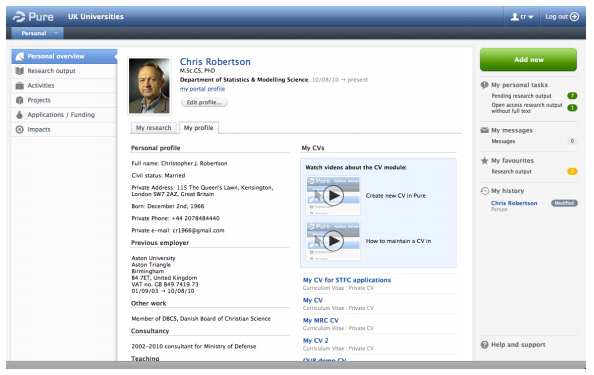 Pure UK Universities
cr
Log out
Personal
Personal overview
Research output
Activities
Projects
Applications / Funding
Impacts
Chris Robertson
M.Sc.CS, PhD
Department of Statistics & Modelling Science, 10/08/10 → present
my portal profile
Edit profile...
My research
My profile
Personal profile
Full name: Christopher J. Robertson
Civil status: Married
Private Address: 115 The Queen's Lawn, Kensington,
London SW7 2AZ, Great Britain
Born: December 2nd, 1966
Private Phone: +44 2078484440
Private e-mail: cr1966@gmail.com
Previous employer
Aston University
Aston Triangle
Birmingham
B4 7ET, United Kingdom
VAT no. GB 849 7419 73
01/09/03 → 10/08/10
Other work
Member of DBCS, Danish Board of Christian Science
Consultancy
2002-2010 consultant for Ministry of Defense
Teaching
My CVs
Watch videos about the CV module:
Create new CV in Pure
How to maintain a CV in
My CV for STFC applications
Curriculum Vitae : Private CV
My CV
Curriculum Vitae : Private CV
My MRC CV
Curriculum Vitae : Private CV
My CV 2
Curriculum Vitae : Private CV
OUR demo CV
Add new
My personal tasks
Pending research output
Open access research output 1
without full text
My messages
Messages 0
My favourites
Research output
My history
Chris Robertson Modified
Person
Help and support